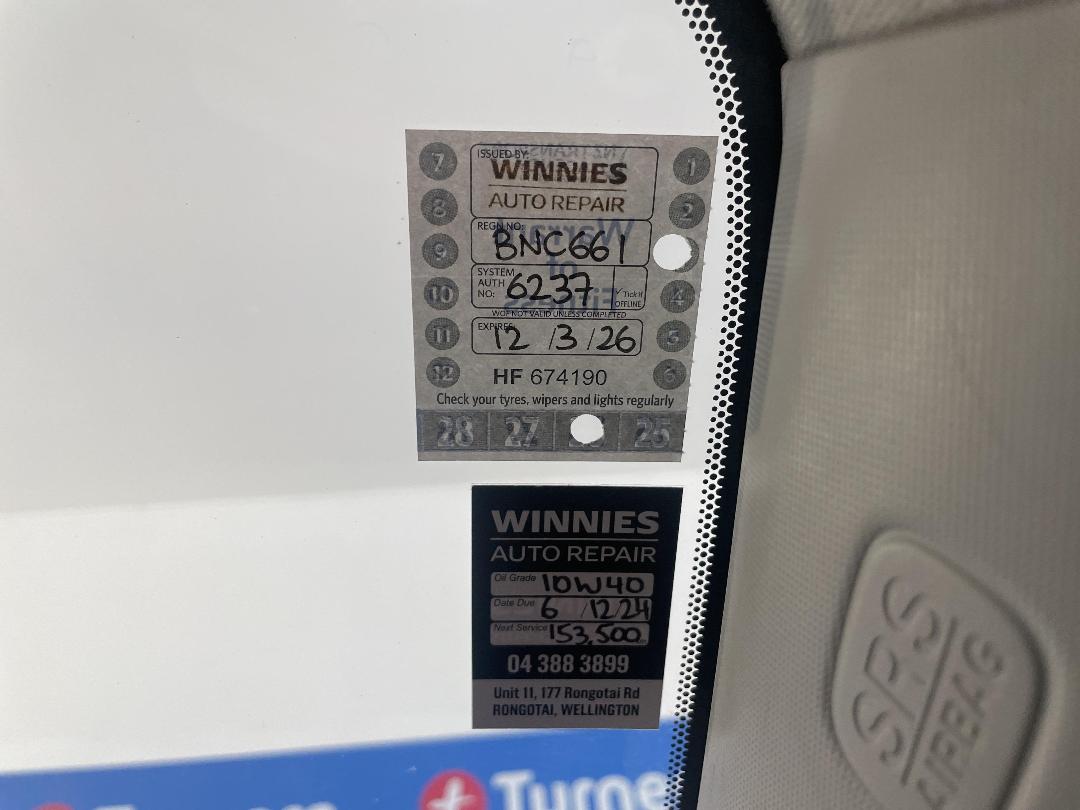 7
8
9
10
11
12
ISSUED BY:
WINNIES
AUTO REPAIR
REGN NO:
BNC661
SYSTEM
AUTH
NO: 6237
Tick if
OFFLINE
WOF NOT VALID UNLESS COMPLETED
EXPIRES:
12 /3 /26
HF 674190
Check your tyres, wipers and lights regularly
1
2
4
5
6
28 27 25
Warrant
of
Fitness
WINNIES
AUTO REPAIR
Oil Grade 10W40
Date Due 6 /12/24
Next Service 153,500
04 388 3899
Unit 11, 177 Rongotai Rd
RONGOTAI, WELLINGTON
SRS
AIRBAG